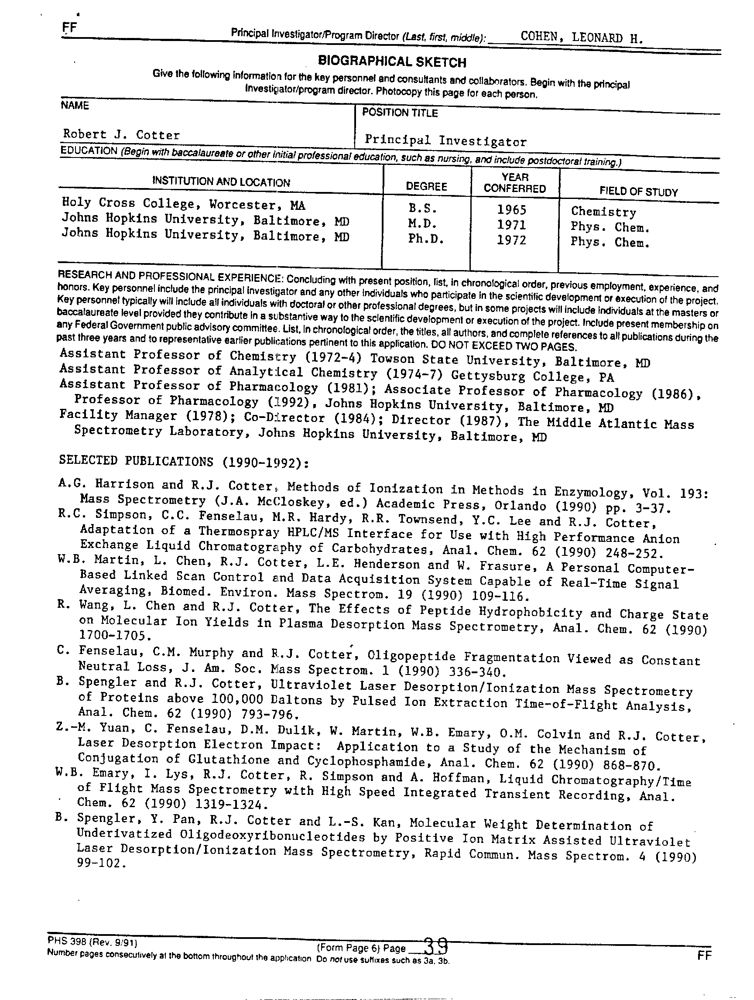 FF
Principal Investigator/Program Director (Last, first, middle): COHEN, LEONARD H.
BIOGRAPHICAL SKETCH
Give the following information for the key personnel and consultants and collaborators. Begin with the principal
investigator/program director. Photocopy this page for each person.
NAME
POSITION TITLE
Robert J. Cotter
Principal Investigator
EDUCATION (Begin with baccalaureate or other initial professional education, such as nursing, and include postdoctoral training.)
INSTITUTION AND LOCATION
DEGREE
YEAR
CONFERRED
FIELD OF STUDY
Holy Cross College, Worcester, MA B.S. 1965 Chemistry
Johns Hopkins University, Baltimore, MD M.D. 1971 Phys. Chem.
Johns Hopkins University, Baltimore, MD Ph.D. 1972 Phys. Chem.
RESEARCH AND PROFESSIONAL EXPERIENCE: Concluding with present position, list, in chronological order, previous employment, experience, and
honors. Key personnel include the principal investigator and any other individuals who participate in the scientific development or execution of the project.
Key personnel typically will include all individuals with doctoral or other professional degrees, but in some projects will include individuals at the masters or
baccalaureate level provided they contribute in a substantive way to the scientific development or execution of the project. Include present membership on
any Federal Government public advisory committee. List, in chronological order, the titles, all authors, and complete references to all publications during the
past three years and to representative earlier publications pertinent to this application. DO NOT EXCEED TWO PAGES.
Assistant Professor of Chemistry (1972-4) Towson State University, Baltimore, MD
Assistant Professor of Analytical Chemistry (1974-7) Gettysburg College, PA
Assistant Professor of Pharmacology (1981); Associate Professor of Pharmacology (1986),
Professor of Pharmacology (1992), Johns Hopkins University, Baltimore, MD
Facility Manager (1978); Co-Director (1984); Director (1987), The Middle Atlantic Mass
Spectrometry Laboratory, Johns Hopkins University, Baltimore, MD
SELECTED PUBLICATIONS (1990-1992):
A.G. Harrison and R.J. Cotter, Methods of Ionization in Methods in Enzymology, Vol. 193:
Mass Spectrometry (J.A. McCloskey, ed.) Academic Press, Orlando (1990) pp. 3-37.
R.C. Simpson, C.C. Fenselau, M.R. Hardy, R.R. Townsend, Y.C. Lee and R.J. Cotter,
Adaptation of a Thermospray HPLC/MS Interface for Use with High Performance Anion
Exchange Liquid Chromatography of Carbohydrates, Anal. Chem. 62 (1990) 248-252.
W.B. Martin, L. Chen, R.J. Cotter, L.E. Henderson and W. Frasure, A Personal Computer-
Based Linked Scan Control and Data Acquisition System Capable of Real-Time Signal
Averaging, Biomed. Environ. Mass Spectrom. 19 (1990) 109-116.
R. Wang, L. Chen and R.J. Cotter, The Effects of Peptide Hydrophobicity and Charge State
on Molecular Ion Yields in Plasma Desorption Mass Spectrometry, Anal. Chem. 62 (1990)
1700-1705.
C. Fenselau, C.M. Murphy and R.J. Cotter, Oligopeptide Fragmentation Viewed as Constant
Neutral Loss, J. Am. Soc. Mass Spectrom. 1 (1990) 336-340.
B. Spengler and R.J. Cotter, Ultraviolet Laser Desorption/Ionization Mass Spectrometry
of Proteins above 100,000 Daltons by Pulsed Ion Extraction Time-of-Flight Analysis,
Anal. Chem. 62 (1990) 793-796.
Z.-M. Yuan, C. Fenselau, D.M. Dulik, W. Martin, W.B. Emary, O.M. Colvin and R.J. Cotter,
Laser Desorption Electron Impact: Application to a Study of the Mechanism of
Conjugation of Glutathione and Cyclophosphamide, Anal. Chem. 62 (1990) 868-870.
W.B. Emary, I. Lys, R.J. Cotter, R. Simpson and A. Hoffman, Liquid Chromatography/Time
of Flight Mass Spectrometry with High Speed Integrated Transient Recording, Anal.
Chem. 62 (1990) 1319-1324.
B. Spengler, Y. Pan, R.J. Cotter and L.-S. Kan, Molecular Weight Determination of
Underivatized Oligodeoxyribonucleotides by Positive Ion Matrix Assisted Ultraviolet
Laser Desorption/Ionization Mass Spectrometry, Rapid Commun. Mass Spectrom. 4 (1990)
99-102.
PHS 398 (Rev. 9/91) (Form Page 6) Page 39
Number pages consecutively at the bottom throughout the application Do not use suffixes such as 3a, 3b.
FF